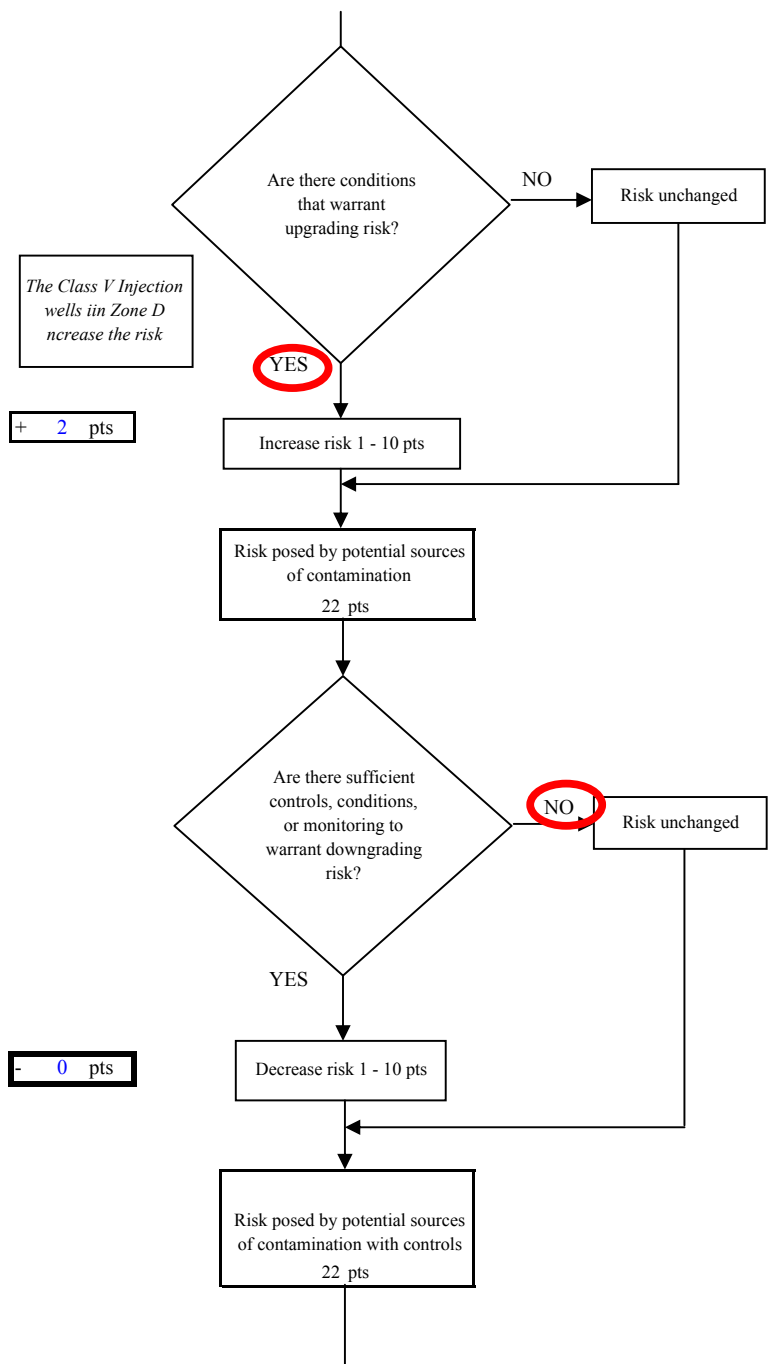 Are there conditions
that warrant
upgrading risk?
NO
Risk unchanged
The Class V Injection
wells iin Zone D
ncrease the risk
YES
+ 2 pts
Increase risk 1 - 10 pts
Risk posed by potential sources
of contamination
22 pts
Are there sufficient
controls, conditions,
or monitoring to
warrant downgrading
risk?
NO
Risk unchanged
YES
- 0 pts
Decrease risk 1 - 10 pts
Risk posed by potential sources
of contamination with controls
22 pts